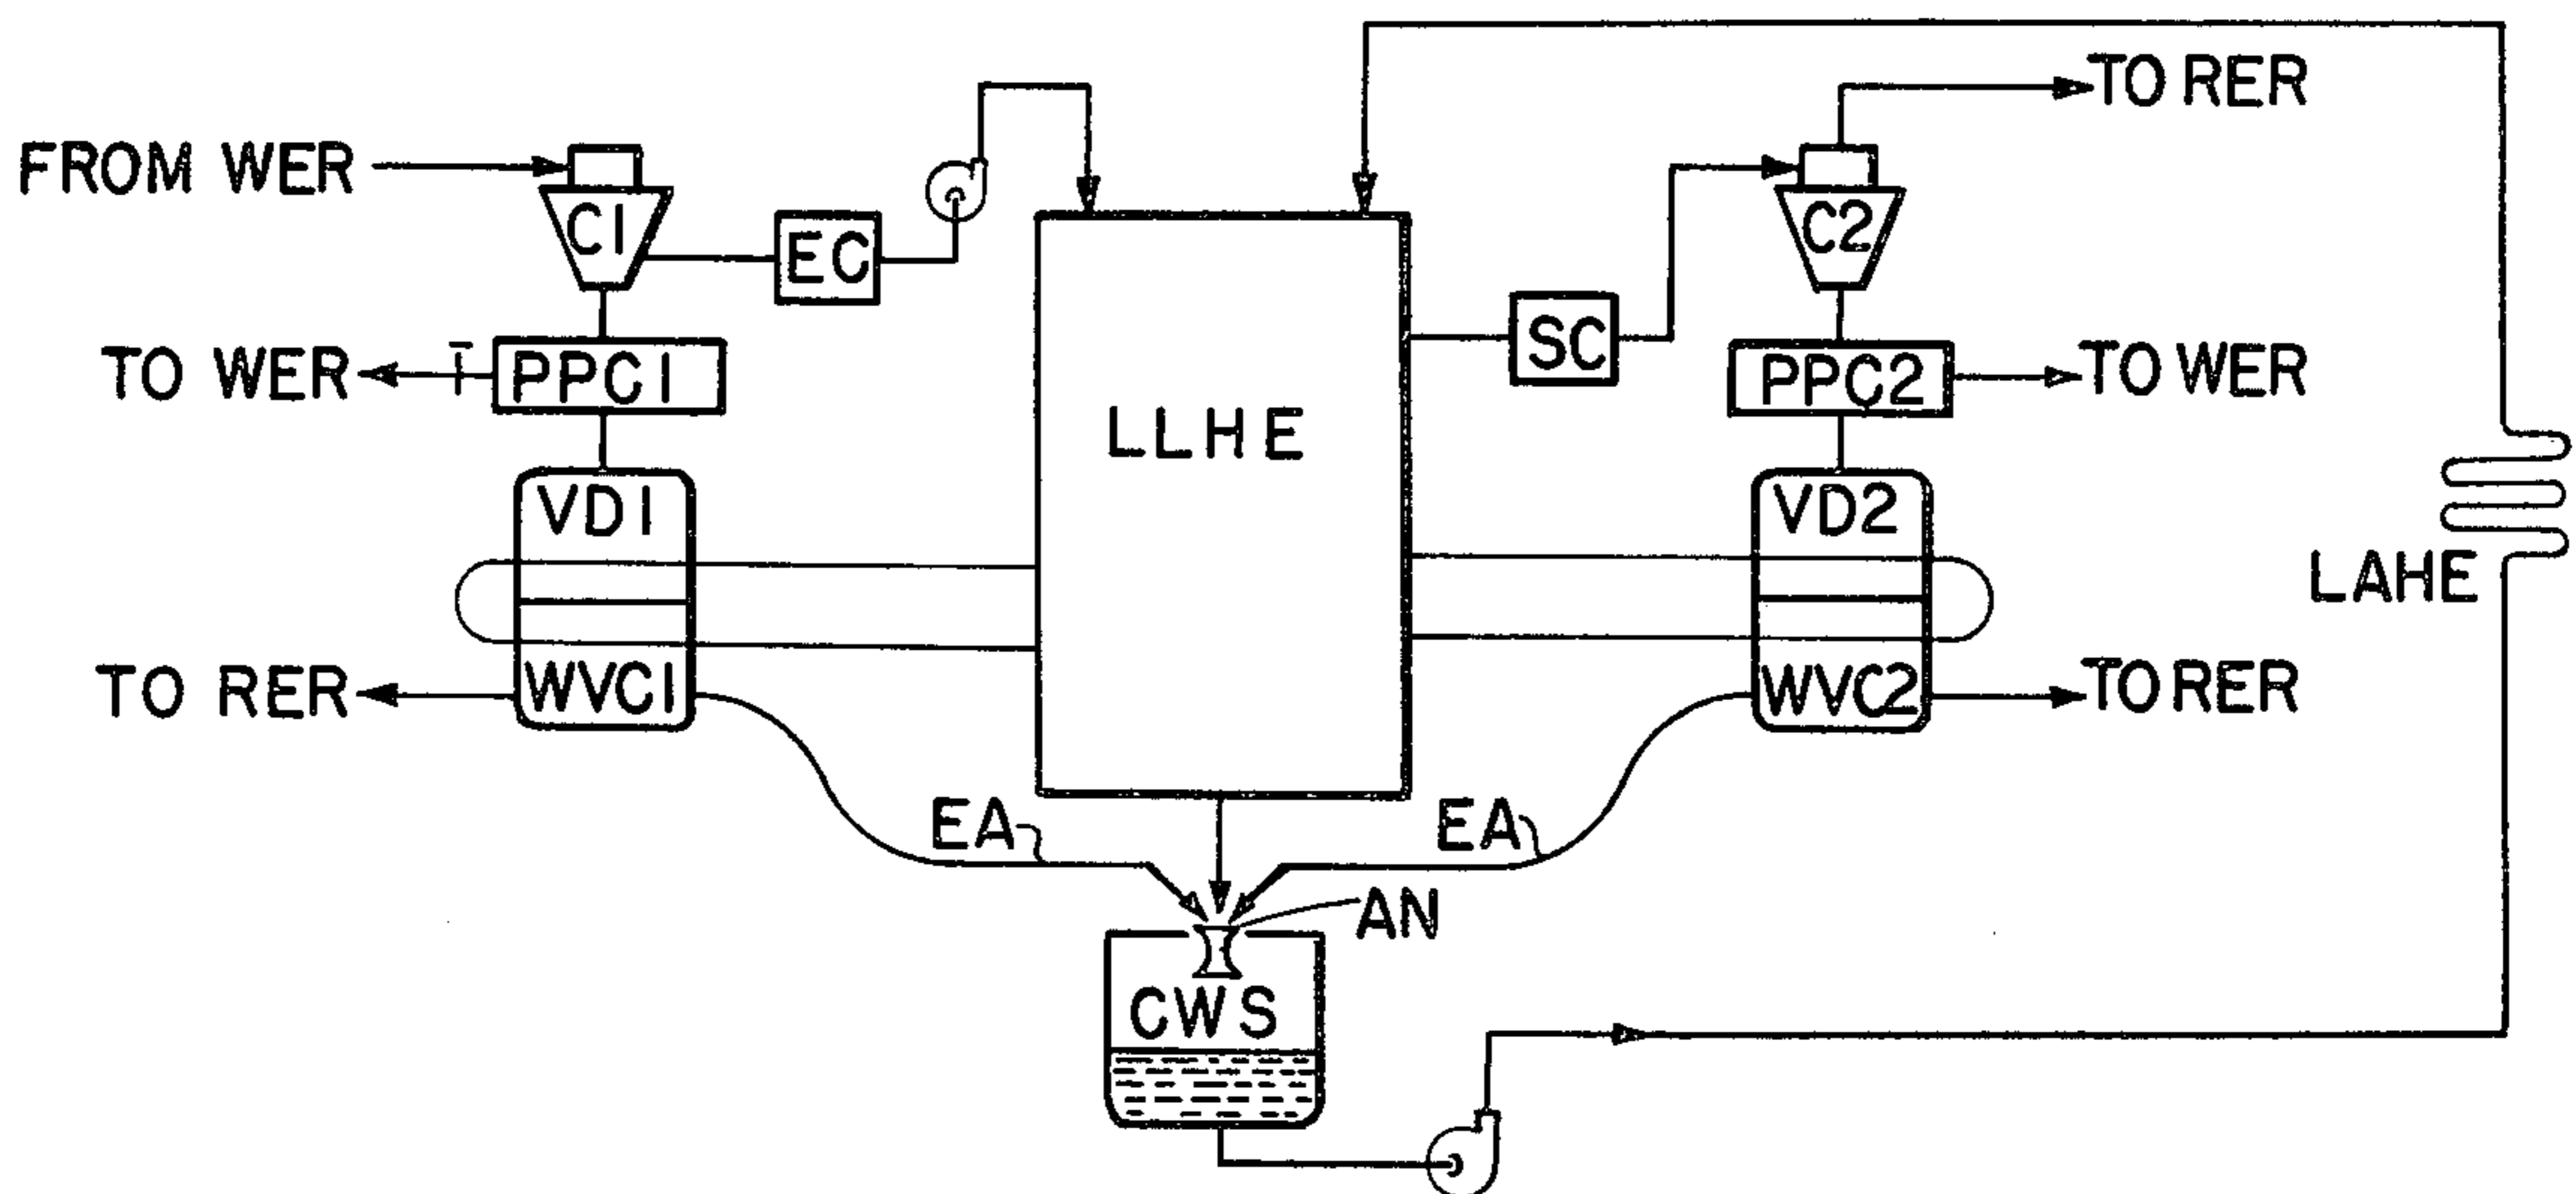 TO RER
FROM WER
C1
C2
EC
SC
TO WER
PPC1
PPC2
TO WER
LLHE
VD1
VD2
LAHE
TO RER
WVC1
WVC2
TO RER
EA
EA
AN
CWS